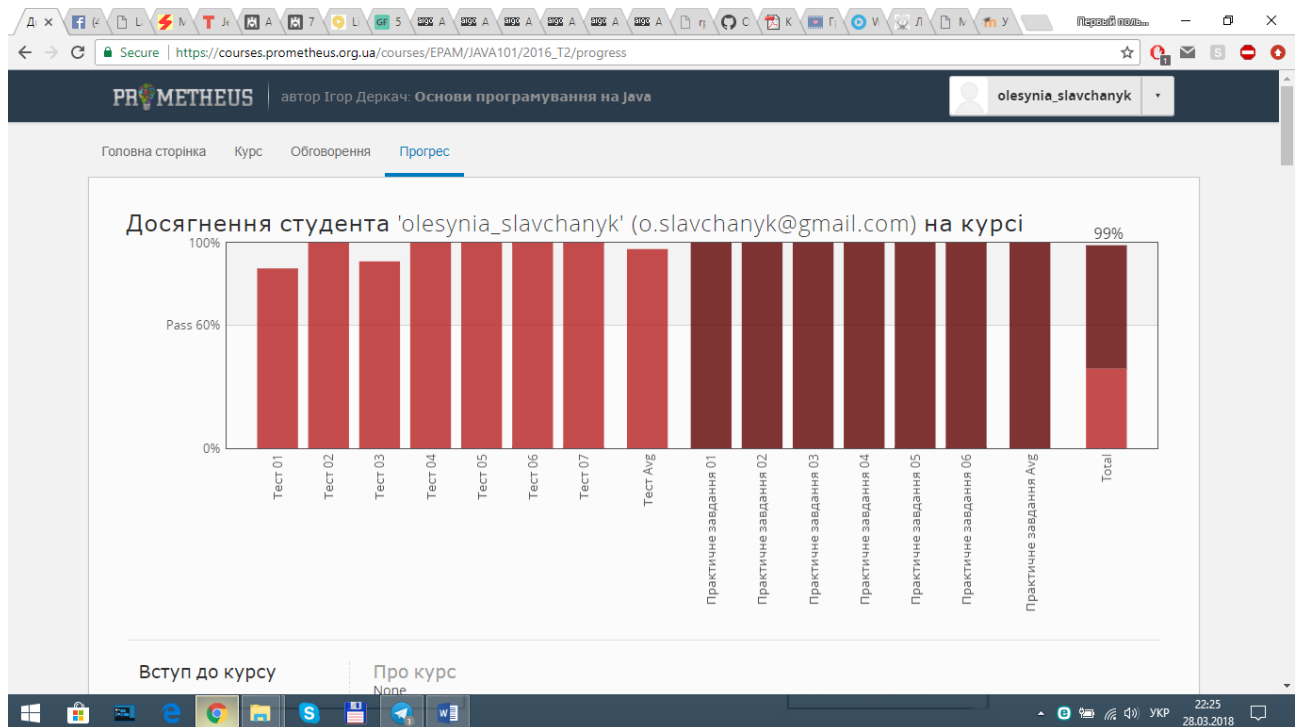 Secure | https://courses.prometheus.org.ua/courses/EPAM/JAVA101/2016_T2/progress
PROMETHEUS
автор Ігор Деркач: Основи програмування на Java
olesynia_slavchanyk
Головна сторінка Курс Обговорення Прогрес
Досягнення студента 'olesynia_slavchanyk' (o.slavchanyk@gmail.com) на курсі
99%
100%
Pass 60%
0%
Тест 01
Тест 02
Тест 03
Тест 04
Тест 05
Тест 06
Тест 07
Тест Avg
Практичне завдання 01
Практичне завдання 02
Практичне завдання 03
Практичне завдання 04
Практичне завдання 05
Практичне завдання 06
Практичне завдання Avg
Total
Вступ до курсу
Про курс
None
УКР
22:25
28.03.2018